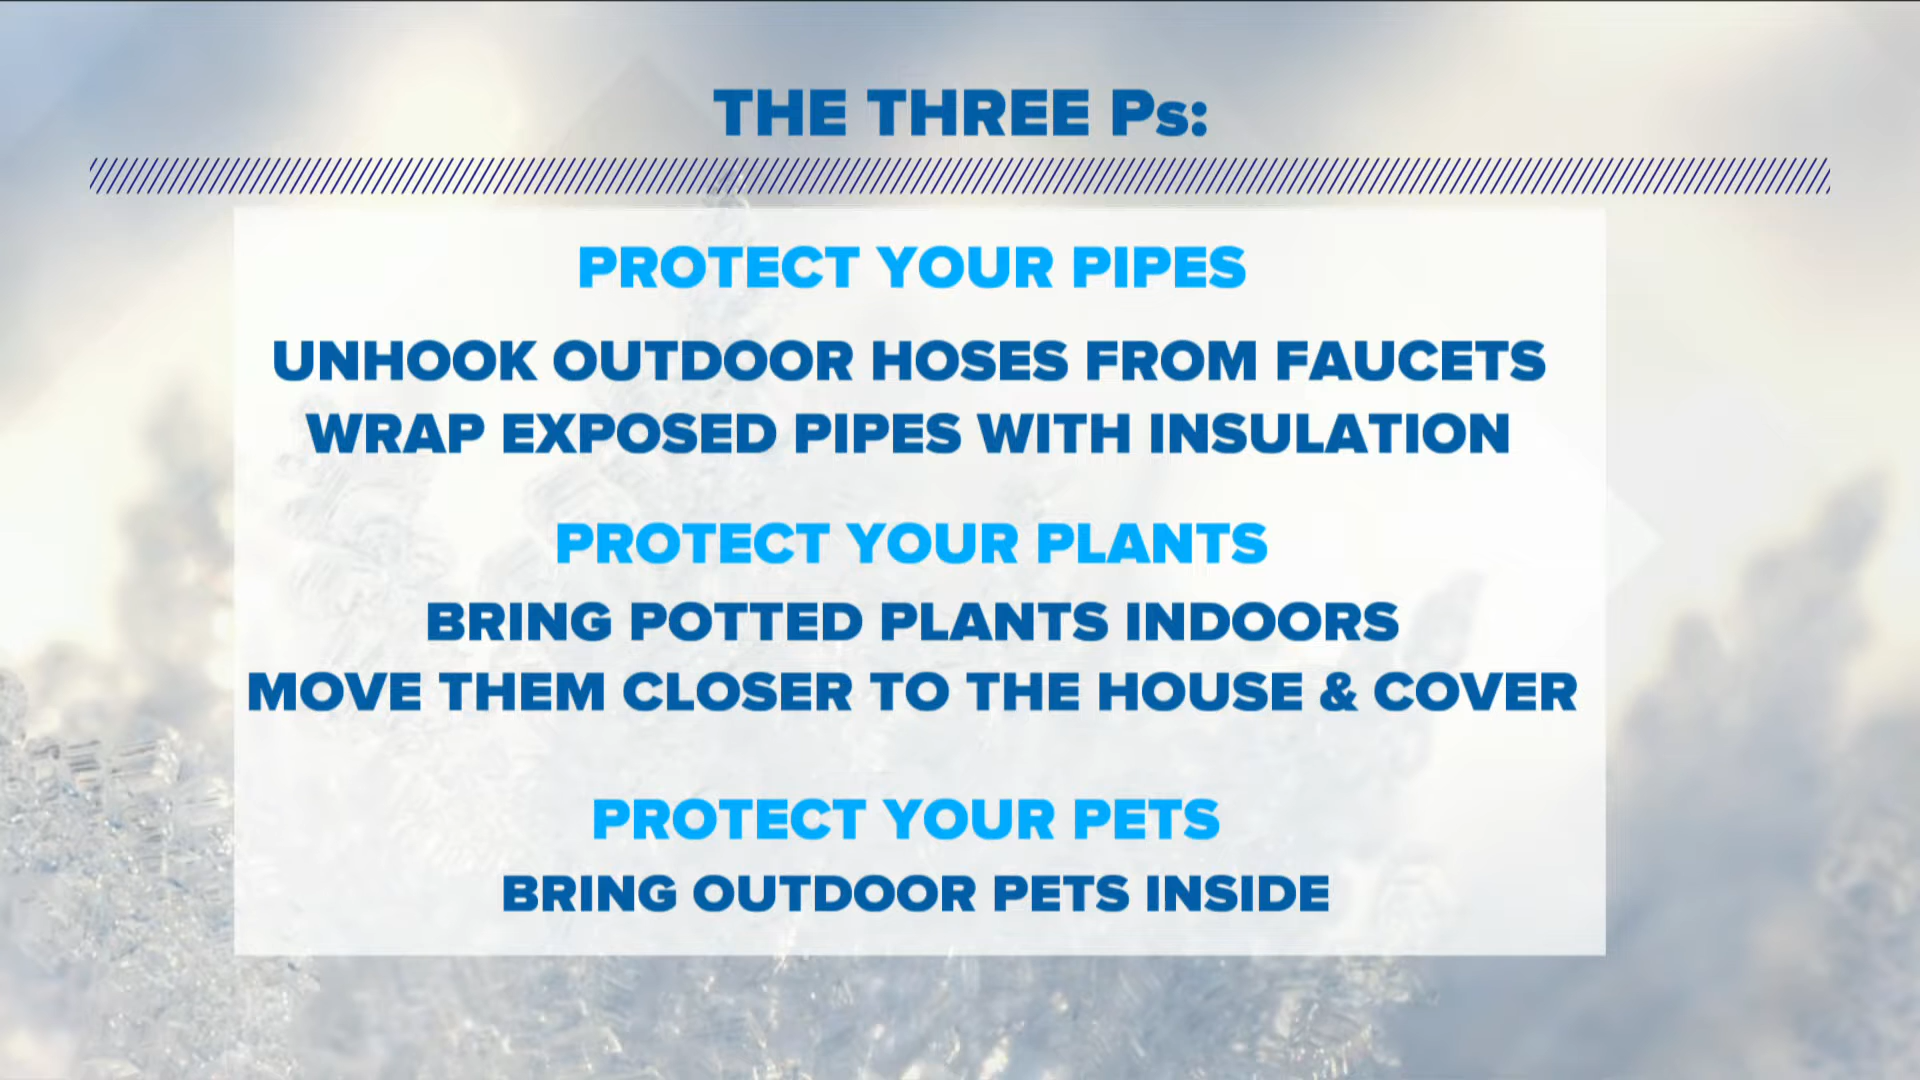 THE THREE Ps:
PROTECT YOUR PIPES
UNHOOK OUTDOOR HOSES FROM FAUCETS
WRAP EXPOSED PIPES WITH INSULATION
PROTECT YOUR PLANTS
BRING POTTED PLANTS INDOORS
MOVE THEM CLOSER TO THE HOUSE & COVER
PROTECT YOUR PETS
BRING OUTDOOR PETS INSIDE